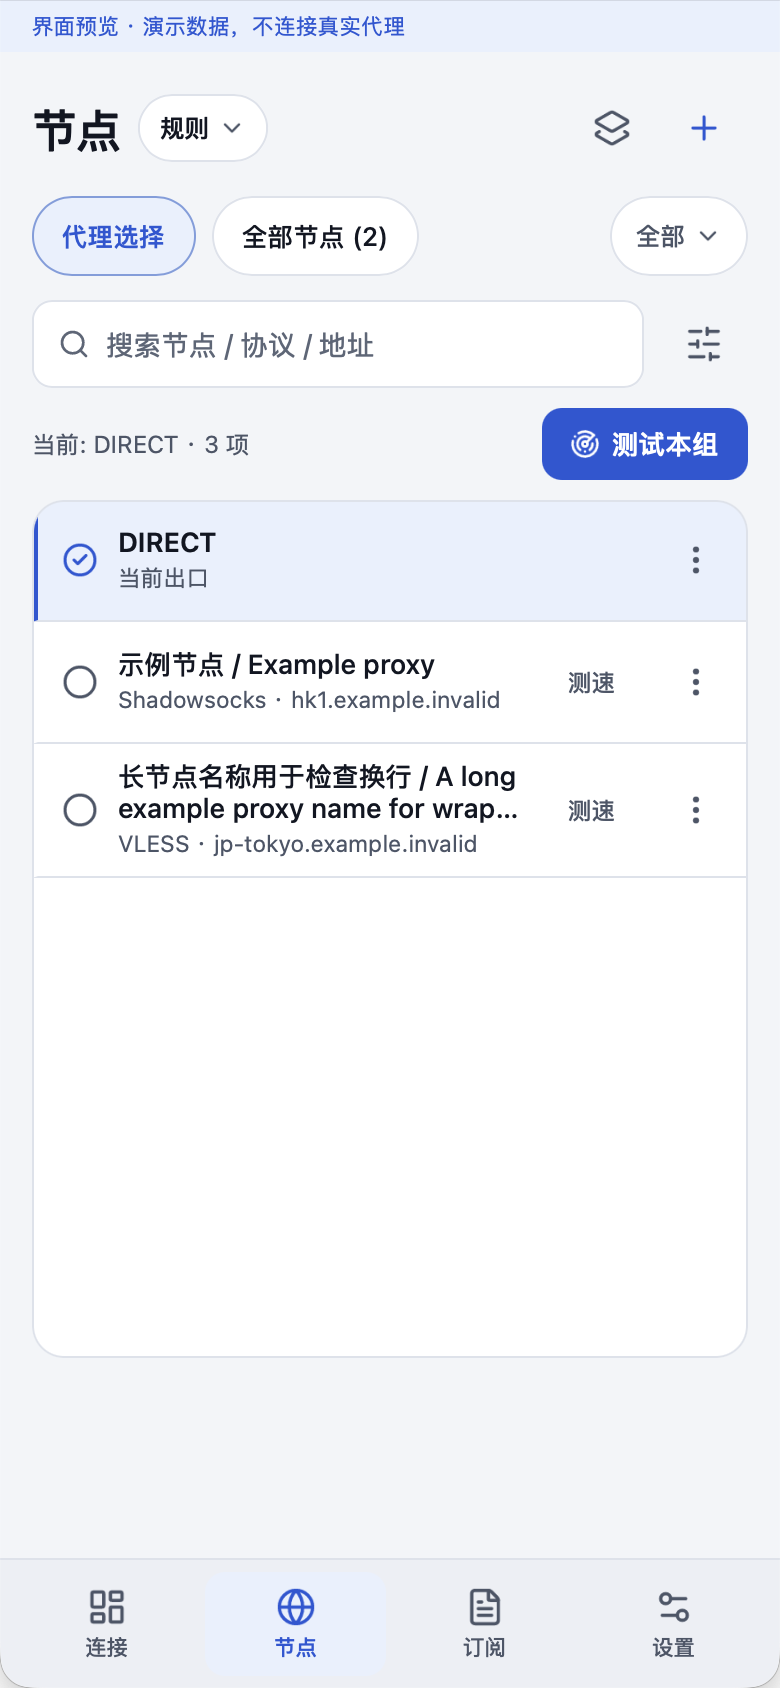 界面预览 · 演示数据，不连接真实代理
节点
规则
代理选择
全部节点 (2)
全部
搜索节点 / 协议 / 地址
当前: DIRECT · 3 项
测试本组
DIRECT
当前出口
示例节点 / Example proxy
Shadowsocks · hk1.example.invalid
测速
长节点名称用于检查换行 / A long
example proxy name for wrap...
VLESS · jp-tokyo.example.invalid
测速
连接
节点
订阅
设置